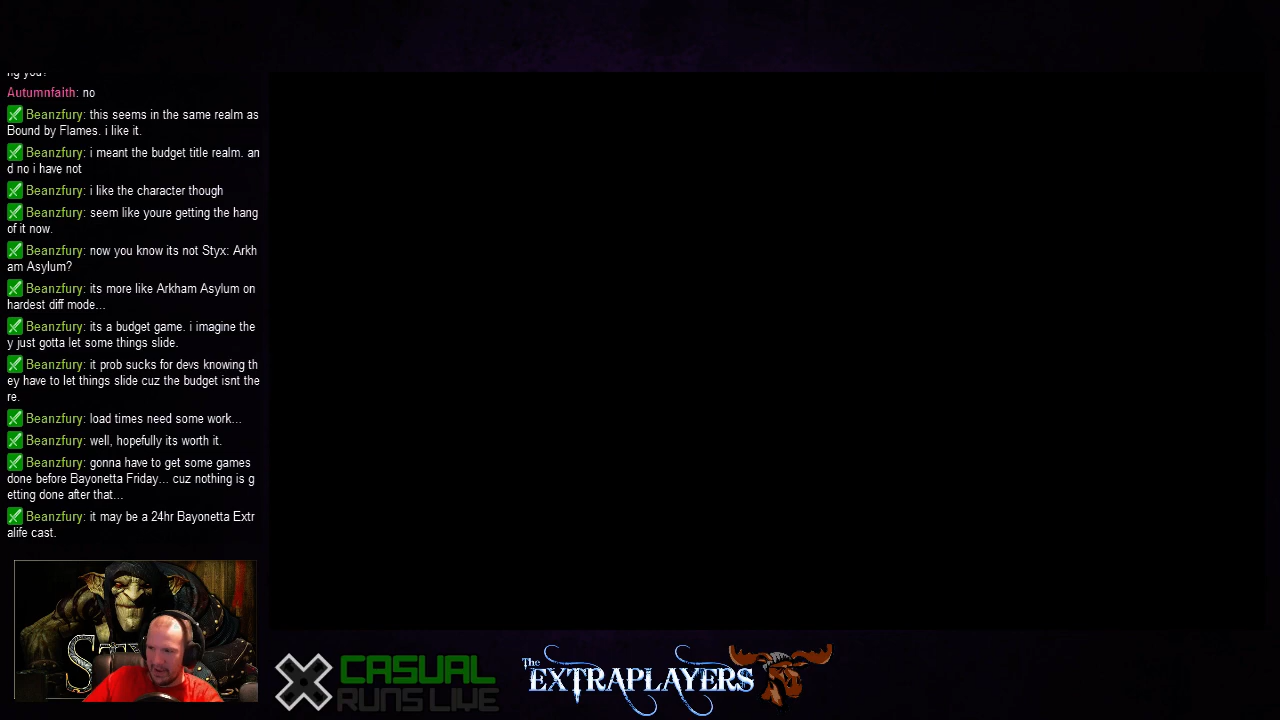 ng you?
Autumnfaith: no
Beanzfury: this seems in the same realm as
Bound by Flames. i like it.
Beanzfury: i meant the budget title realm. an
d no i have not
Beanzfury: i like the character though
Beanzfury: seem like youre getting the hang
of it now.
Beanzfury: now you know its not Styx: Arkh
am Asylum?
Beanzfury: its more like Arkham Asylum on
hardest diff mode...
Beanzfury: its a budget game. i imagine the
y just gotta let some things slide.
Beanzfury: it prob sucks for devs knowing th
ey have to let things slide cuz the budget isnt the
re.
Beanzfury: load times need some work...
Beanzfury: well, hopefully its worth it.
Beanzfury: gonna have to get some games
done before Bayonetta Friday... cuz nothing is g
etting done after that...
Beanzfury: it may be a 24hr Bayonetta Extr
alife cast.
CASUAL
RUNS LIVE
The
EXTRAPLAYERS